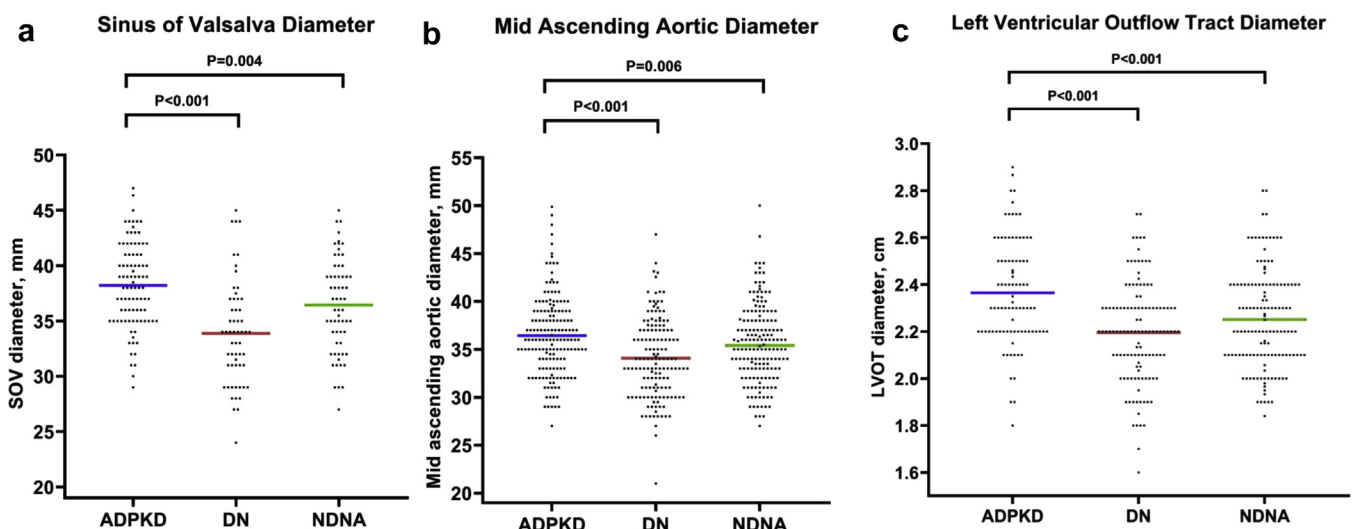 a
Sinus of Valsalva Diameter
P=0.004
P<0.001
SOV diameter, mm
50
45
40
35
30
25
20
ADPKD DN NDNA
b
Mid Ascending Aortic Diameter
P=0.006
P<0.001
Mid ascending aortic diameter, mm
55
50
45
40
35
30
25
20
ADPKD DN NDNA
c
Left Ventricular Outflow Tract Diameter
P<0.001
P<0.001
LVOT diameter, cm
3.0
2.8
2.6
2.4
2.2
2.0
1.8
1.6
ADPKD DN NDNA